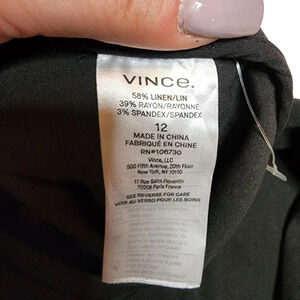 VINCE.
58% LINEN/LIN
39% RAYON/RAYONNE
3% SPANDEX/SPANDEX
12
MADE IN CHINA
FABRIQUÉ EN CHINE
RN#106730
Vince, LLC
500 Fifth Avenue, 20th Floor
New York, NY 10110
11 Rue Saint Florentin
75008 Paris France
SEE REVERSE FOR CARE
VOIR AU VERSO POUR LES SOINS